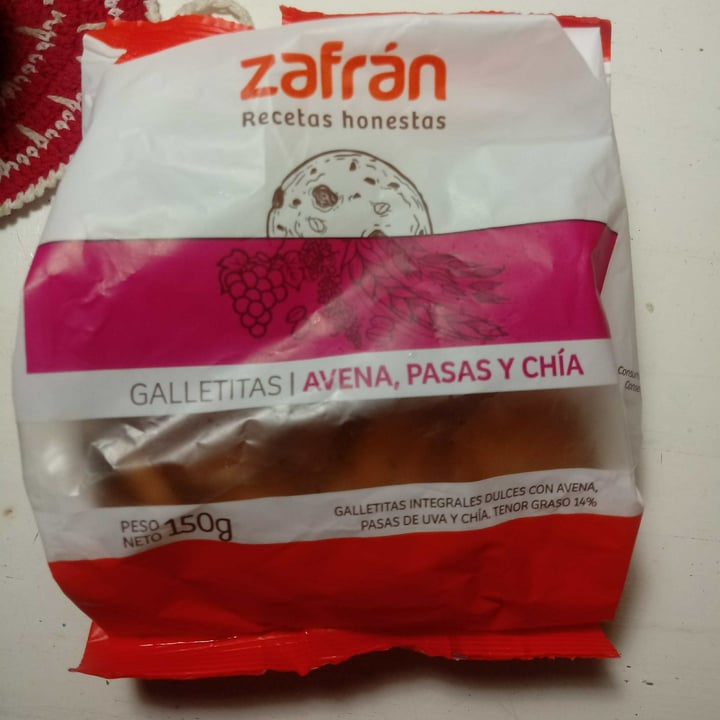 zafrán
Recetas honestas
GALLETITAS | AVENA, PASAS Y CHÍA
PESO
NETO 150g
GALLETITAS INTEGRALES DULCES CON AVENA,
PASAS DE UVA Y CHÍA. TENOR GRASO 14%